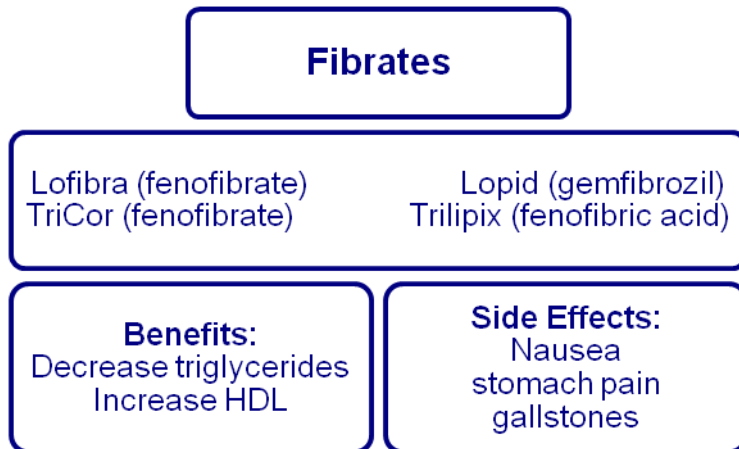 Fibrates
Lofibra (fenofibrate)
TriCor (fenofibrate)
Lopid (gemfibrozil)
Trilipix (fenofibric acid)
Benefits:
Decrease triglycerides
Increase HDL
Side Effects:
Nausea
stomach pain
gallstones